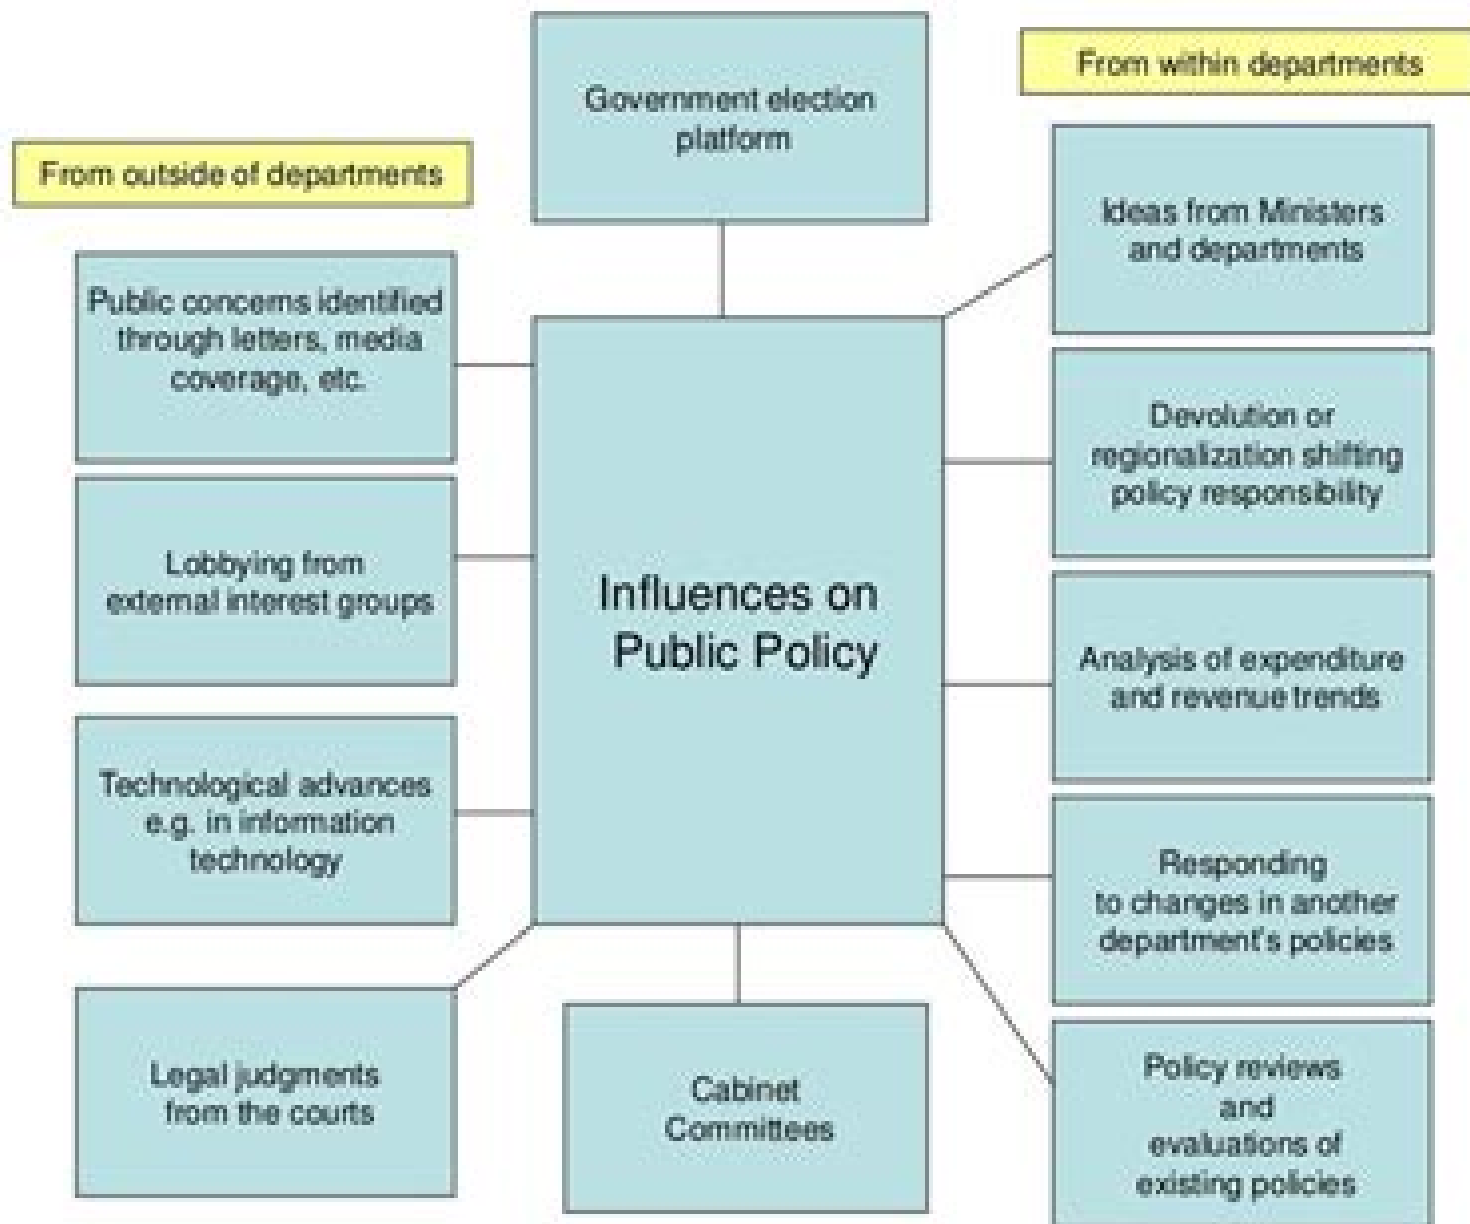 Government election
platform
From within departments
From outside of departments
Ideas from Ministers
and departments
Public concerns identified
through letters, media
coverage, etc.
Devolution or
regionalization shifting
policy responsibility
Lobbying from
external interest groups
Influences on
Public Policy
Analysis of expenditure
and revenue trends
Technological advances
e.g. in information
technology
Responding
to changes in another
department's policies
Legal judgments
from the courts
Cabinet
Committees
Policy reviews
and
evaluations of
existing policies